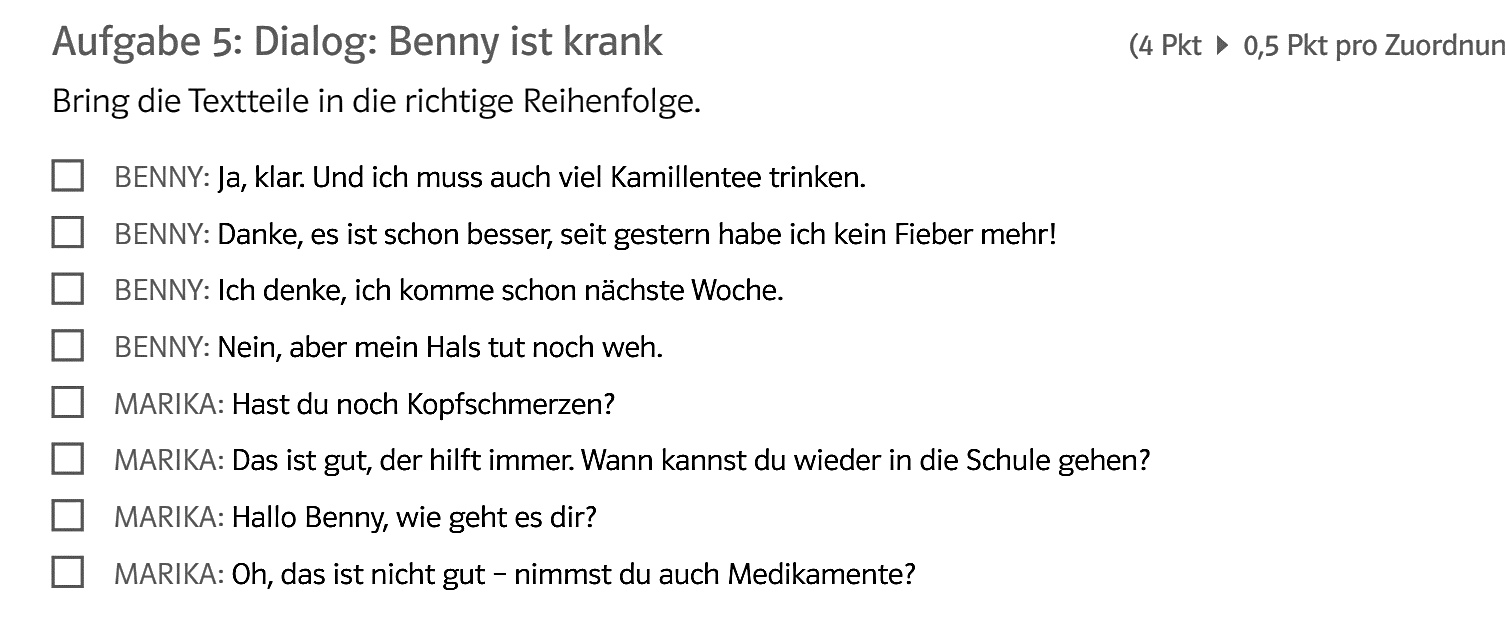 Aufgabe 5: Dialog: Benny ist krank (4 Pkt ▶ 0,5 Pkt pro Zuordnun
Bring die Textteile in die richtige Reihenfolge.
BENNY: Ja, klar. Und ich muss auch viel Kamillentee trinken.
BENNY: Danke, es ist schon besser, seit gestern habe ich kein Fieber mehr!
BENNY: Ich denke, ich komme schon nächste Woche.
BENNY: Nein, aber mein Hals tut noch weh.
MARIKA: Hast du noch Kopfschmerzen?
MARIKA: Das ist gut, der hilft immer. Wann kannst du wieder in die Schule gehen?
MARIKA: Hallo Benny, wie geht es dir?
MARIKA: Oh, das ist nicht gut – nimmst du auch Medikamente?